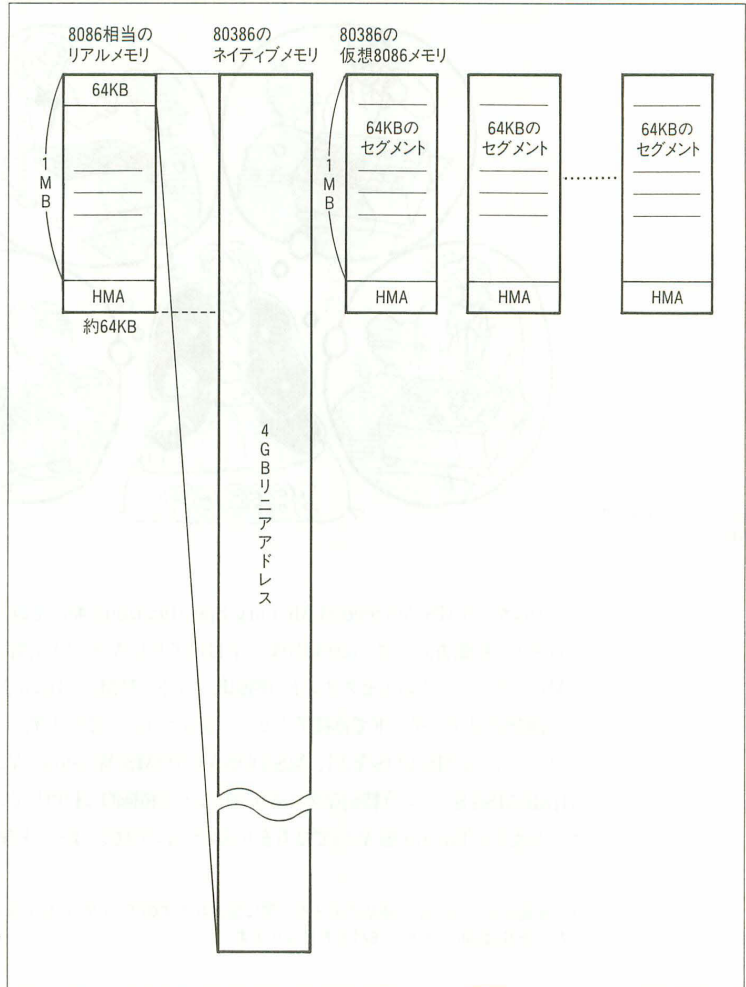 8086相当の
リアルメモリ
64KB
1MB
HMA
約64KB
80386の
ネイティブメモリ
4GBリニアアドレス
80386の
仮想8086メモリ
1MB
64KBの
セグメント
HMA
64KBの
セグメント
HMA
64KBの
セグメント
HMA